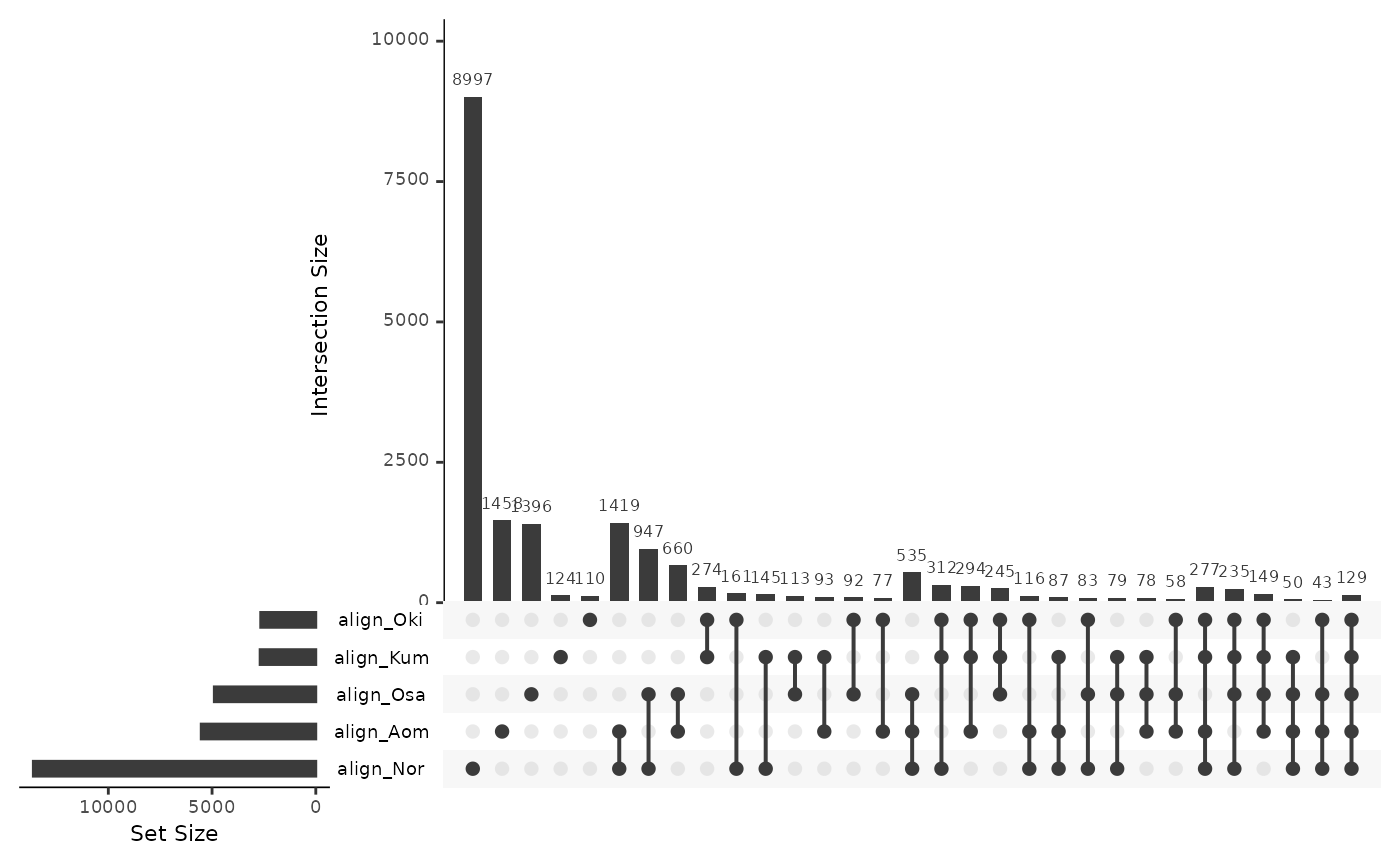 10000
8997
7500
Intersection Size
5000
2500
1458 1396 124 110 1419 947 660 274 161 145 113 93 92 77 535 312 294 245 116 87 83 79 78 58 277 235 149 50 43 129
0
align_Oki
align_Kum
align_Osa
align_Aom
align_Nor
10000 5000 0
Set Size